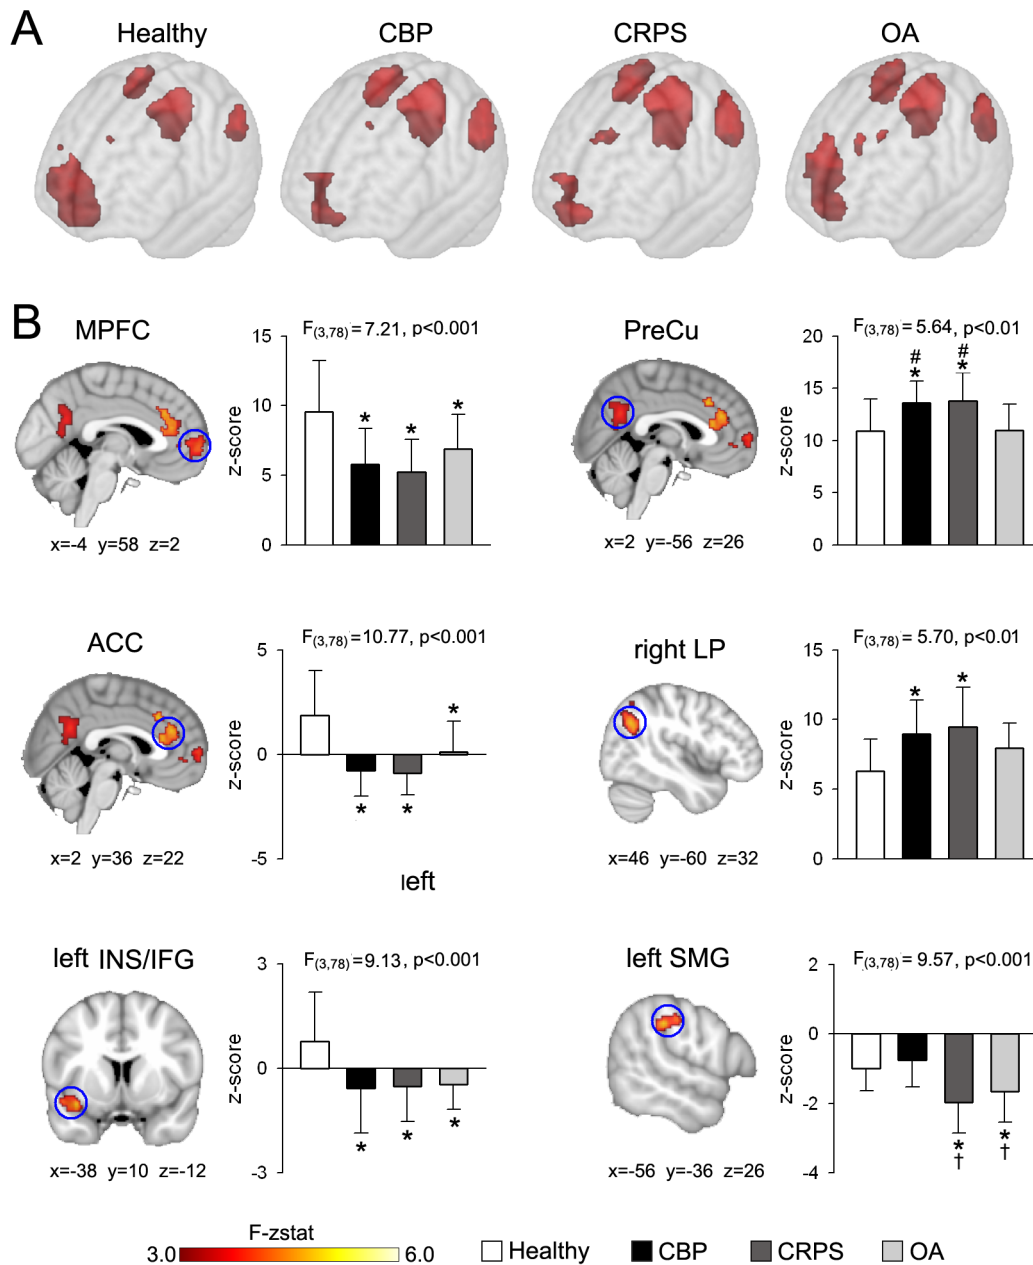 A
Healthy CBP CRPS OA
B
MPFC
F(3,78)=7.21, p<0.001
15
10
5
0
z-score
* * *
x=-4 y=58 z=2
PreCu
F(3,78)=5.64, p<0.01
20
15
10
5
0
z-score
# #
* *
x=2 y=-56 z=26
ACC
F(3,78)=10.77, p<0.001
5
0
-5
z-score
* * *
x=2 y=36 z=22
left
right LP
F(3,78)=5.70, p<0.01
15
10
5
0
z-score
* *
x=46 y=-60 z=32
left INS/IFG
F(3,78)=9.13, p<0.001
3
0
-3
z-score
* * *
x=-38 y=10 z=-12
left SMG
F(3,78)=9.57, p<0.001
2
0
-2
-4
z-score
* *
† †
x=-56 y=-36 z=26
F-zstat
3.0 6.0
Healthy CBP CRPS OA